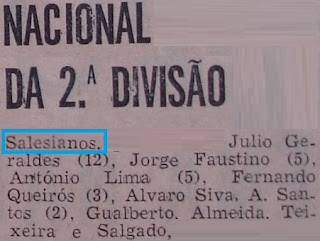 NACIONAL
DA 2.ª DIVISÃO
Salesianos. Julio Ge-
raldes (12), Jorge Faustino (5),
António Lima (5), Fernando
Queirós (3), Alvaro Siva, A. San-
tos (2), Gualberto. Almeida. Tei-
xeira e Salgado,